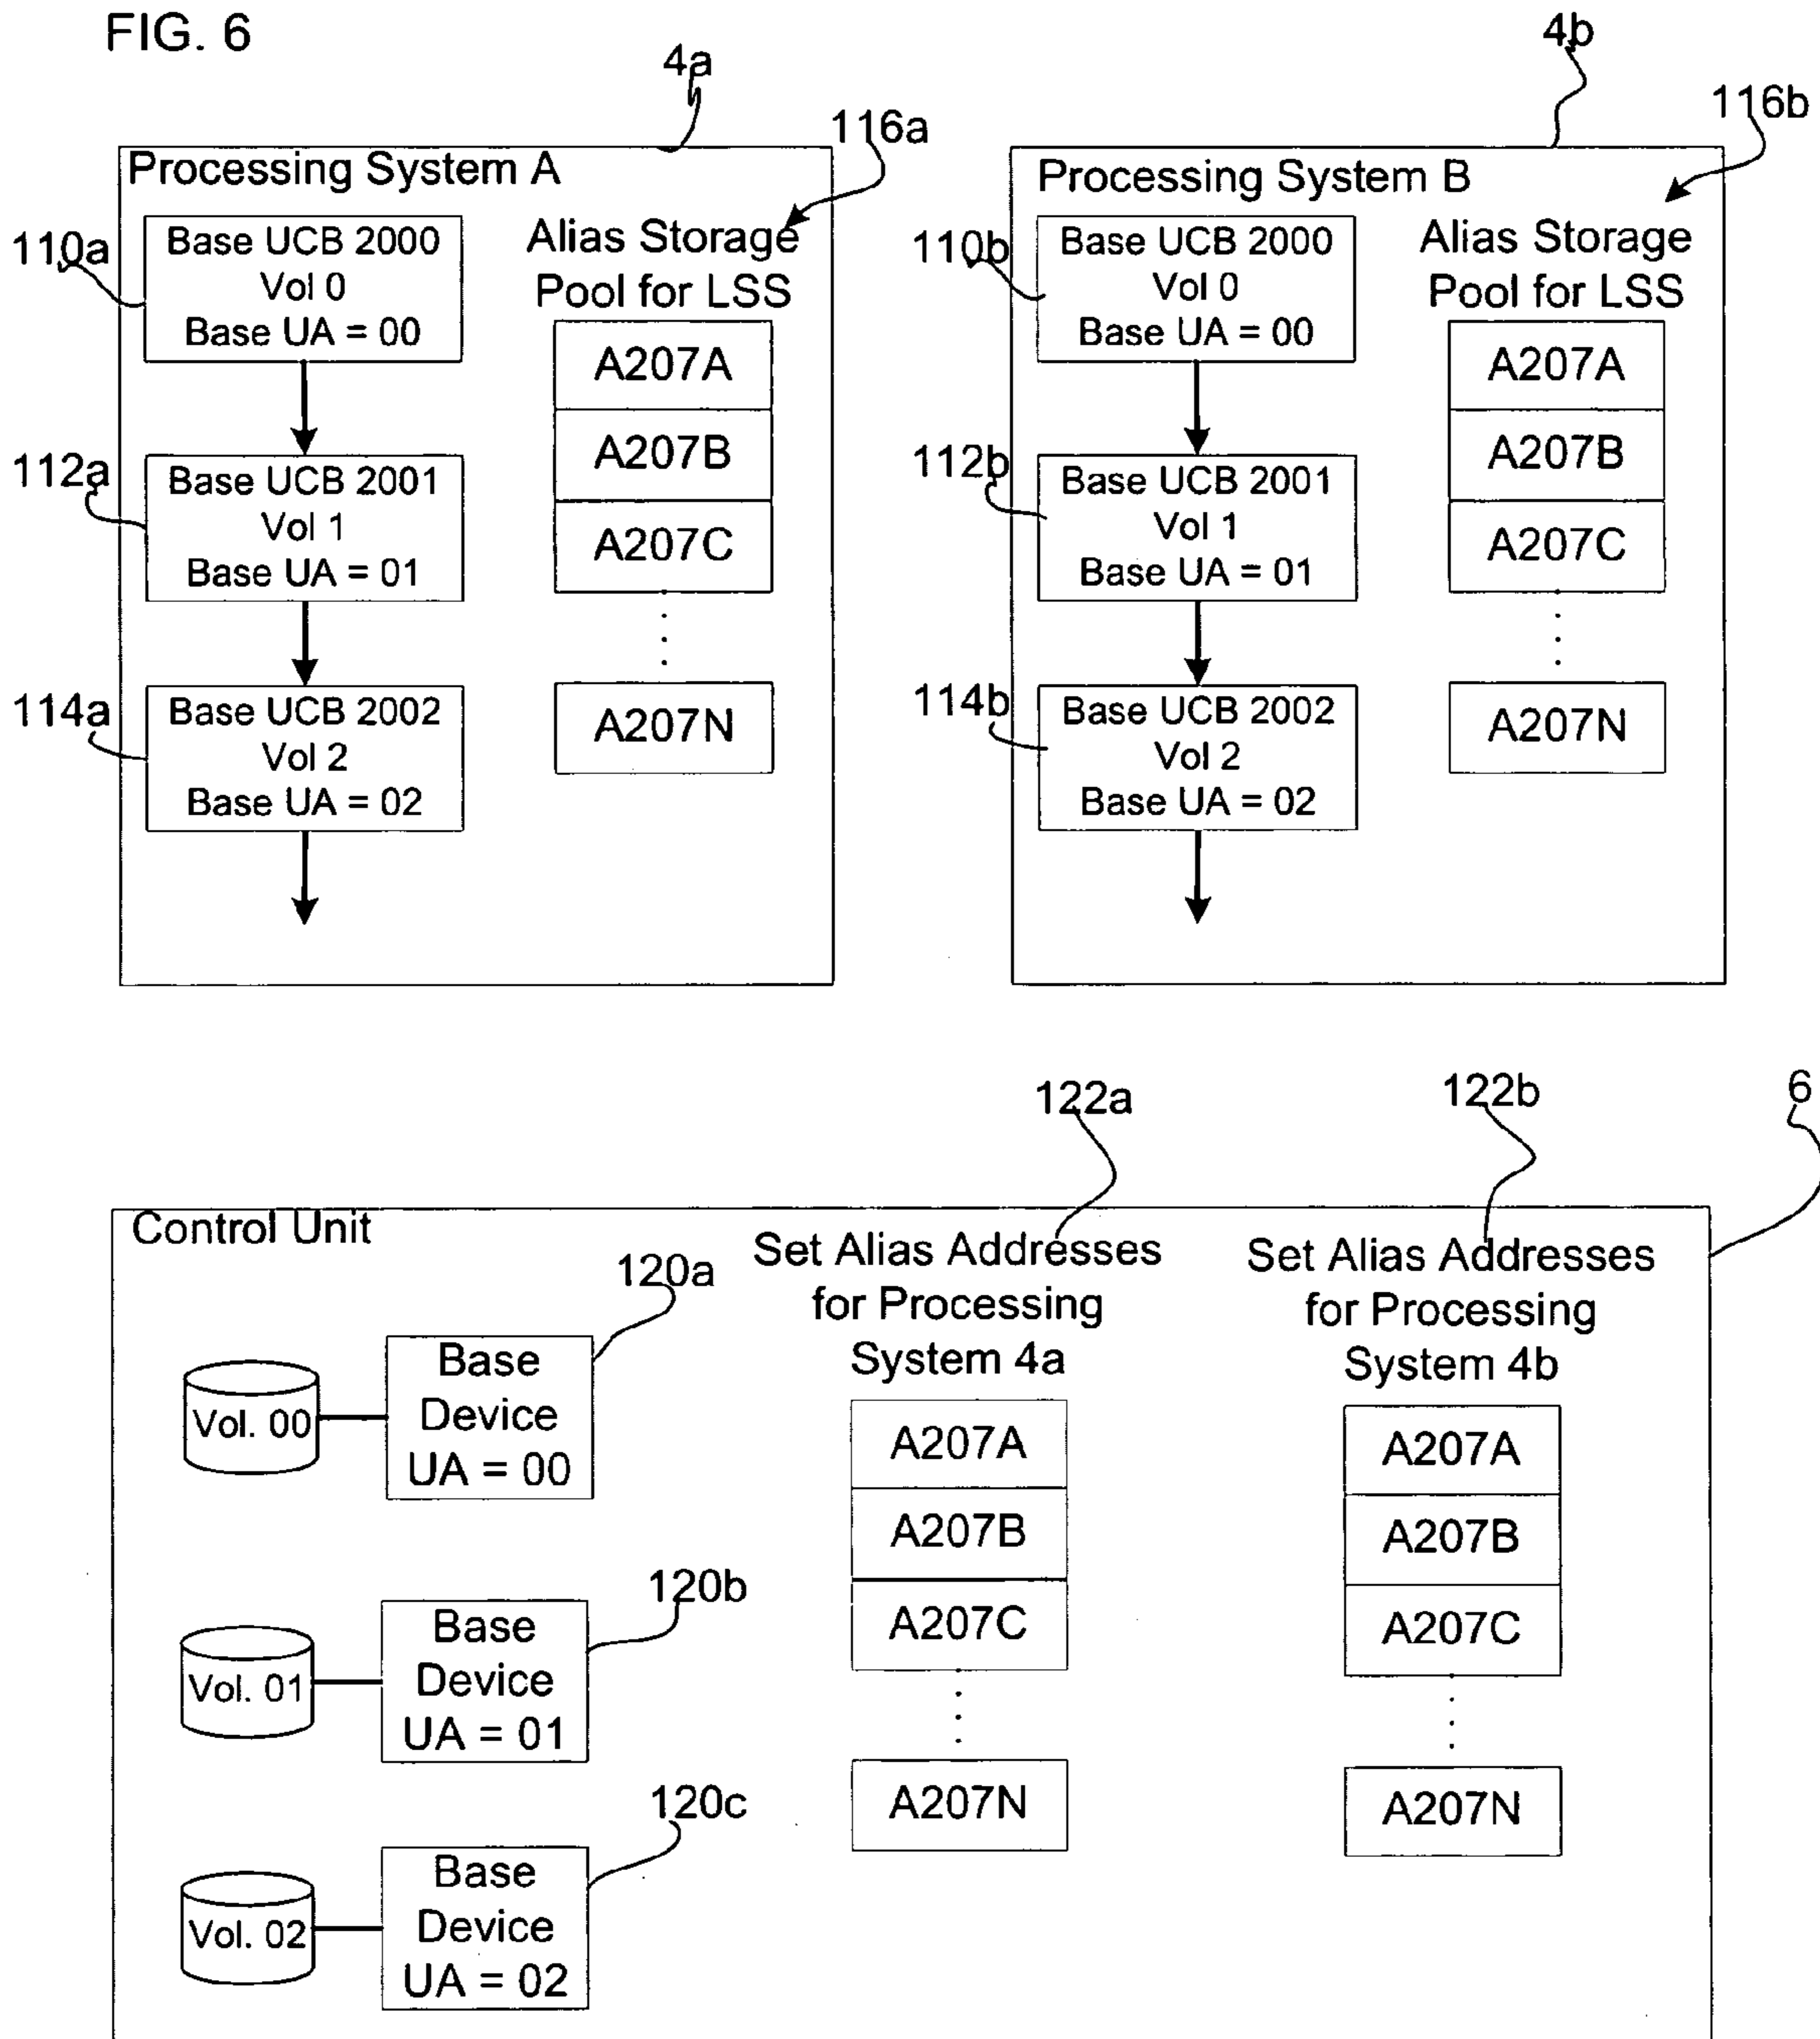 FIG. 6
4a
4b
116a
116b
Processing System A
110a
Base UCB 2000
Vol 0
Base UA = 00
112a
Base UCB 2001
Vol 1
Base UA = 01
114a
Base UCB 2002
Vol 2
Base UA = 02
Alias Storage
Pool for LSS
A207A
A207B
A207C
A207N
Processing System B
110b
Base UCB 2000
Vol 0
Base UA = 00
112b
Base UCB 2001
Vol 1
Base UA = 01
114b
Base UCB 2002
Vol 2
Base UA = 02
Alias Storage
Pool for LSS
A207A
A207B
A207C
A207N
122a
122b
6
Control Unit
120a
Vol. 00
Base
Device
UA = 00
120b
Vol. 01
Base
Device
UA = 01
120c
Vol. 02
Base
Device
UA = 02
Set Alias Addresses
for Processing
System 4a
A207A
A207B
A207C
A207N
Set Alias Addresses
for Processing
System 4b
A207A
A207B
A207C
A207N